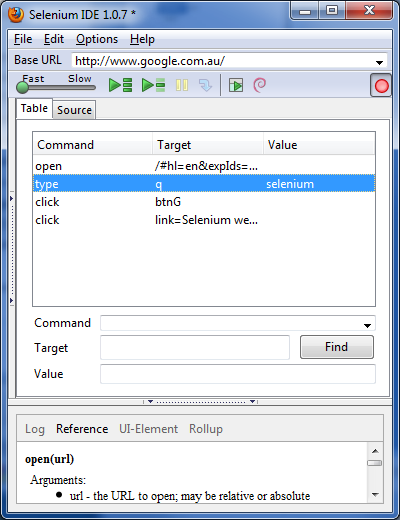 Selenium IDE 1.0.7 *
File Edit Options Help
Base URL http://www.google.com.au/
Fast Slow
Table Source
Command Target Value
open /#hl=en&expIds=...
type q selenium
click btnG
click link=Selenium we...
Command
Target Find
Value
Log Reference UI-Element Rollup
open(url)
Arguments:
• url - the URL to open; may be relative or absolute